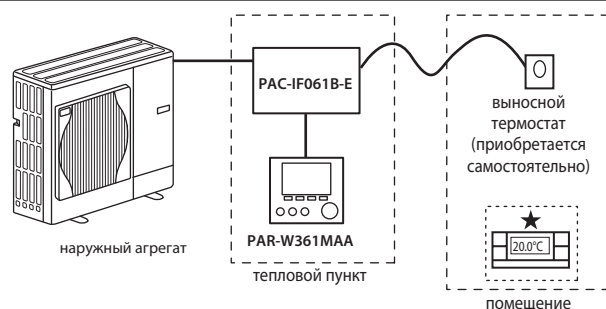 PAC-IF061B-E
PAR-W361MAA
наружный агрегат
тепловой пункт
выносной
термостат
(приобретается
самостоятельно)
20.0°C
помещение